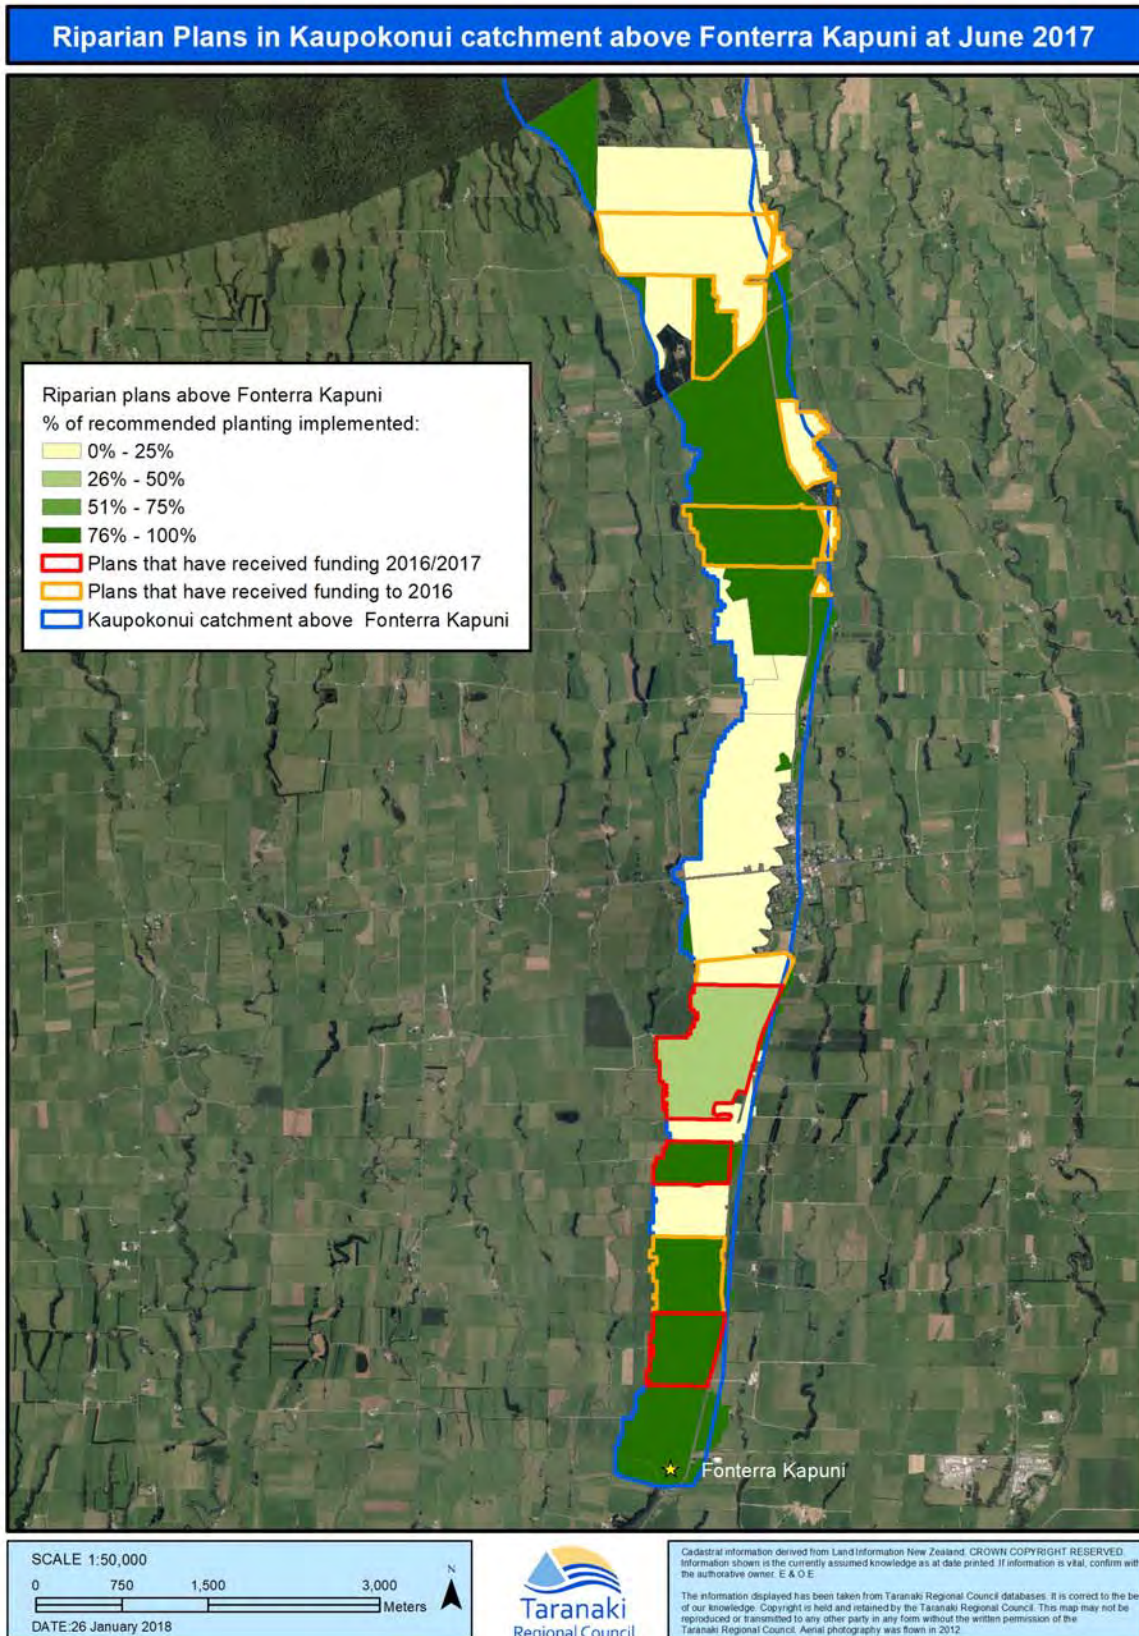 Riparian Plans in Kaupokonui catchment above Fonterra Kapuni at June 2017
Riparian plans above Fonterra Kapuni
% of recommended planting implemented:
0% - 25%
26% - 50%
51% - 75%
76% - 100%
Plans that have received funding 2016/2017
Plans that have received funding to 2016
Kaupokonui catchment above Fonterra Kapuni
Fonterra Kapuni
SCALE 1:50,000
0 750 1,500 3,000
Meters
N
DATE:26 January 2018
Taranaki
Regional Council
Cadastral information derived from Land Information New Zealand. CROWN COPYRIGHT RESERVED.
Information shown is the currently assumed knowledge as at date printed. If information is vital, confirm with
the authorative owner. E & O E
The information displayed has been taken from Taranaki Regional Council databases. It is correct to the be
of our knowledge. Copyright is held and retained by the Taranaki Regional Council. This map may not be
reproduced or transmitted to any other party in any form without the written permission of the
Taranaki Regional Council. Aerial photography was flown in 2012